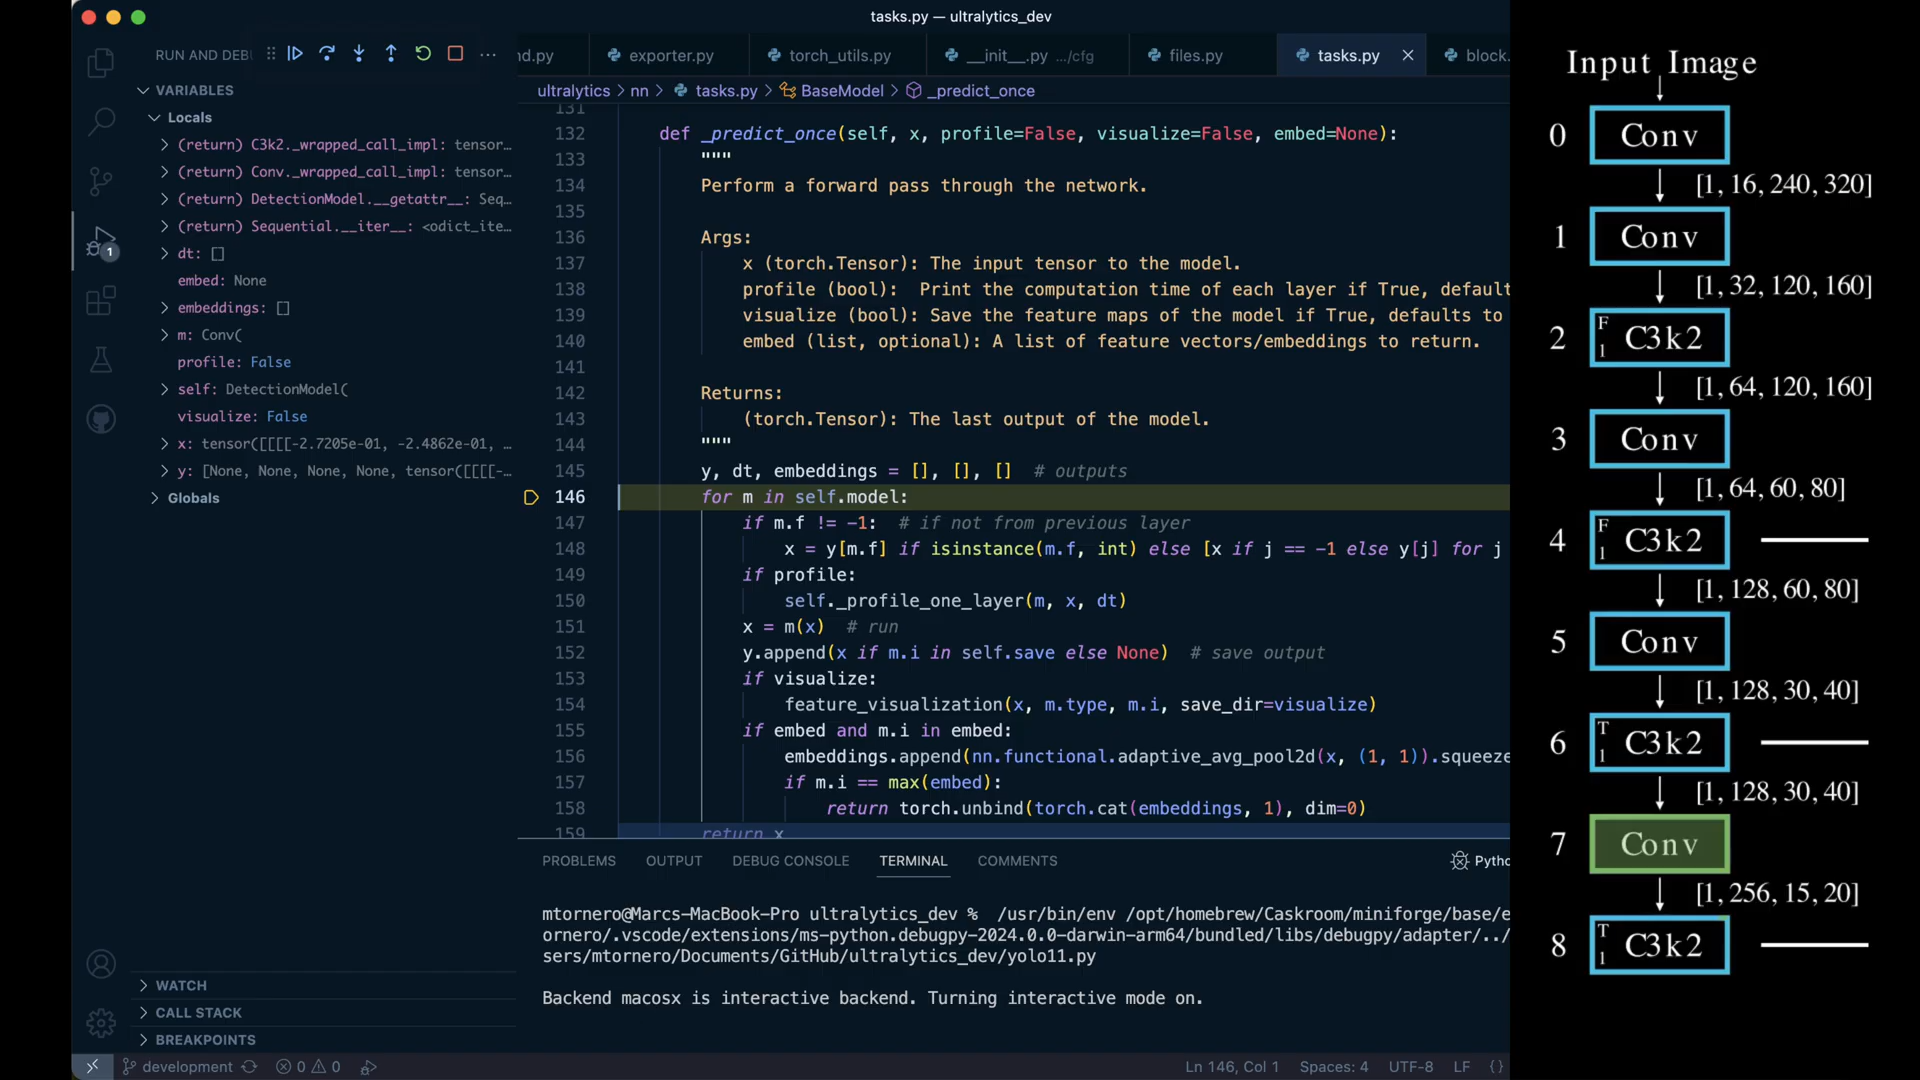 tasks.py — ultralytics_dev
RUN AND DEBU
nd.py
exporter.py
torch_utils.py
__init__.py .../cfg
files.py
tasks.py
block.
ultralytics > nn > tasks.py > BaseModel > _predict_once
VARIABLES
Locals
(return) C3k2._wrapped_call_impl: tensor…
(return) Conv._wrapped_call_impl: tensor…
(return) DetectionModel.__getattr__: Seq…
(return) Sequential.__iter__: <odict_ite…
dt: []
embed: None
embeddings: []
m: Conv(
profile: False
self: DetectionModel(
visualize: False
x: tensor([[[[-2.7205e-01, -2.4862e-01, …
y: [None, None, None, None, tensor([[[[-…
Globals
1
WATCH
CALL STACK
BREAKPOINTS
131
132 def _predict_once(self, x, profile=False, visualize=False, embed=None):
133 """
134 Perform a forward pass through the network.
135
136 Args:
137 x (torch.Tensor): The input tensor to the model.
138 profile (bool):  Print the computation time of each layer if True, default
139 visualize (bool): Save the feature maps of the model if True, defaults to
140 embed (list, optional): A list of feature vectors/embeddings to return.
141
142 Returns:
143 (torch.Tensor): The last output of the model.
144 """
145 y, dt, embeddings = [], [], []  # outputs
146 for m in self.model:
147 if m.f != -1:  # if not from previous layer
148 x = y[m.f] if isinstance(m.f, int) else [x if j == -1 else y[j] for j
149 if profile:
150 self._profile_one_layer(m, x, dt)
151 x = m(x)  # run
152 y.append(x if m.i in self.save else None)  # save output
153 if visualize:
154 feature_visualization(x, m.type, m.i, save_dir=visualize)
155 if embed and m.i in embed:
156 embeddings.append(nn.functional.adaptive_avg_pool2d(x, (1, 1)).squeeze
157 if m.i == max(embed):
158 return torch.unbind(torch.cat(embeddings, 1), dim=0)
159 return x
PROBLEMS OUTPUT DEBUG CONSOLE TERMINAL COMMENTS
Pytho
mtornero@Marcs-MacBook-Pro ultralytics_dev %  /usr/bin/env /opt/homebrew/Caskroom/miniforge/base/e
ornero/.vscode/extensions/ms-python.debugpy-2024.0.0-darwin-arm64/bundled/libs/debugpy/adapter/../
sers/mtornero/Documents/GitHub/ultralytics_dev/yolo11.py
Backend macosx is interactive backend. Turning interactive mode on.
development
0
0
Ln 146, Col 1
Spaces: 4
UTF-8
LF
{}
Input Image
0 Conv
[1, 16, 240, 320]
1 Conv
[1, 32, 120, 160]
2 F 1 C3k2
[1, 64, 120, 160]
3 Conv
[1, 64, 60, 80]
4 F 1 C3k2
[1, 128, 60, 80]
5 Conv
[1, 128, 30, 40]
6 T 1 C3k2
[1, 128, 30, 40]
7 Conv
[1, 256, 15, 20]
8 T 1 C3k2